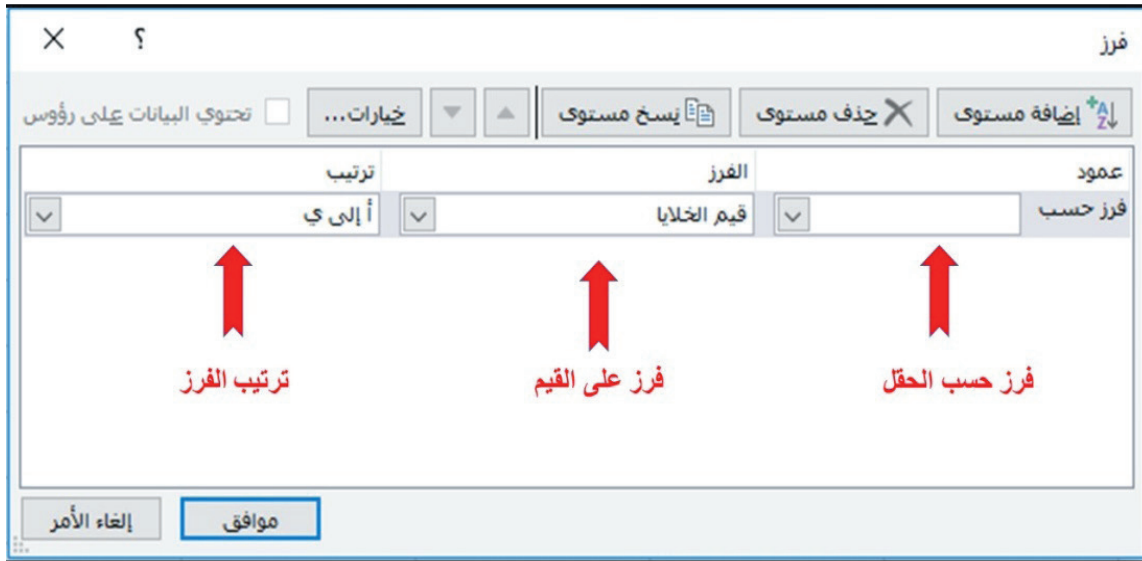 فرز ؟
إضافة مستوى حذف مستوى نسخ مستوى خيارات... تحتوي البيانات على رؤوس
عمود الفرز ترتيب
فرز حسب قيم الخلايا أ إلى ي
فرز حسب الحقل فرز على القيم ترتيب الفرز
موافق إلغاء الأمر